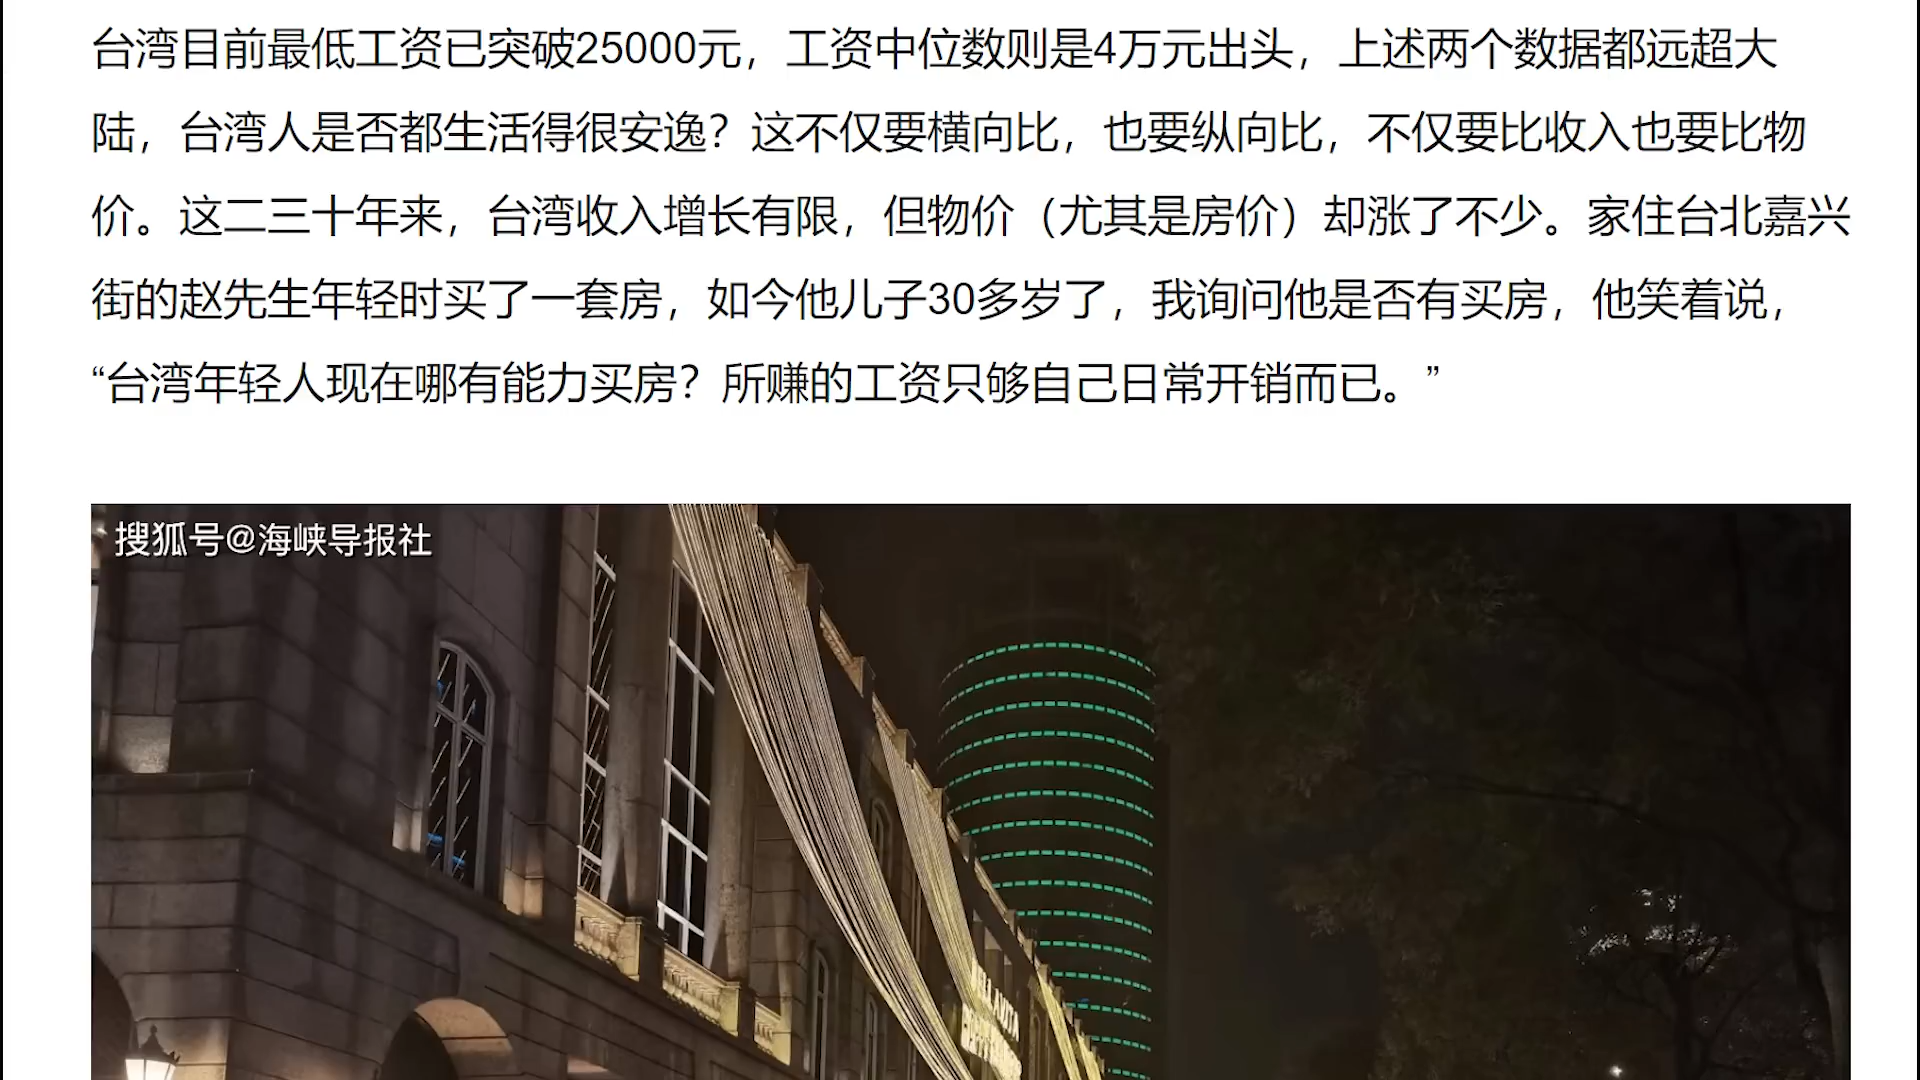 台湾目前最低工资已突破25000元，工资中位数则是4万元出头，上述两个数据都远超大
陆，台湾人是否都生活得很安逸？这不仅要横向比，也要纵向比，不仅要比收入也要比物
价。这二三十年来，台湾收入增长有限，但物价（尤其是房价）却涨了不少。家住台北嘉兴
街的赵先生年轻时买了一套房，如今他儿子30多岁了，我询问他是否有买房，他笑着说，
“台湾年轻人现在哪有能力买房？所赚的工资只够自己日常开销而已。”
搜狐号@海峡导报社